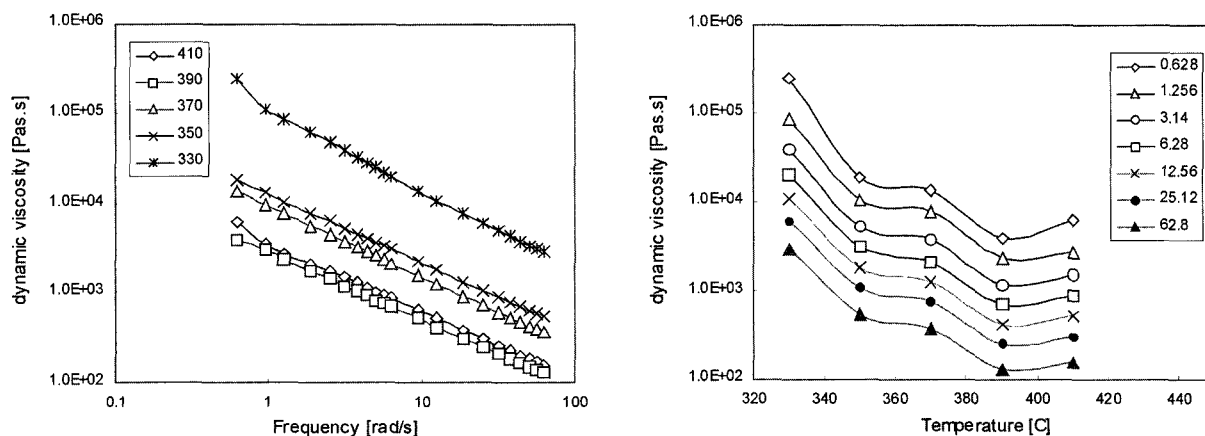 1.0E+06
1.0E+05
1.0E+04
1.0E+03
1.0E+02
dynamic viscosity [Pas.s]
410
390
370
350
330
0.1
1
10
100
Frequency [rad/s]
1.0E+06
1.0E+05
1.0E+04
1.0E+03
1.0E+02
dynamic viscosity [Pas.s]
0.628
1.256
3.14
6.28
12.56
25.12
62.8
320
340
360
380
400
420
440
Temperature [C]